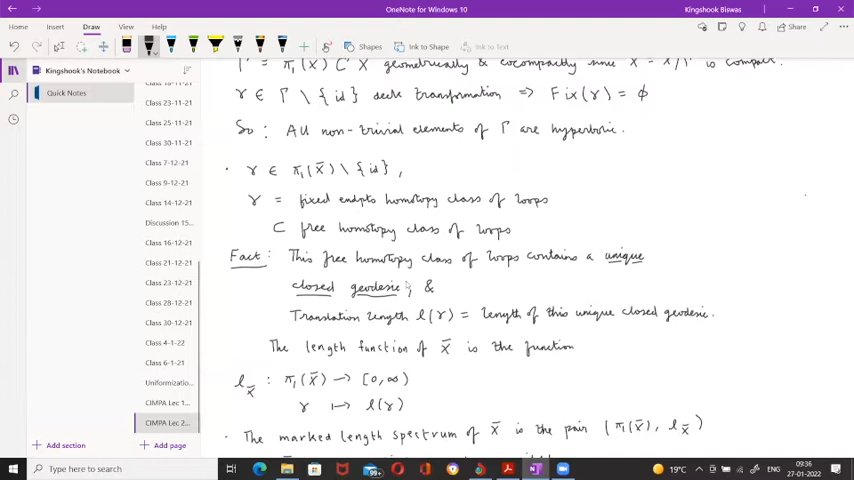 OneNote for Windows 10
Kingshook Biswas
Home Insert Draw View Help
Share
Shapes Ink to Shape Ink to Text
Kingshook's Notebook
Quick Notes
Class 18-11-21
Class 23-11-21
Class 25-11-21
Class 30-11-21
Class 7-12-21
Class 9-12-21
Class 14-12-21
Discussion 15...
Class 16-12-21
Class 21-12-21
Class 23-12-21
Class 28-12-21
Class 30-12-21
Class 4-1-22
Class 6-1-21
Uniformizatio...
CIMPA Lec 1...
CIMPA Lec 2...
Add section
Add page
Γ = π₁(X̄) ↺ X geometrically & cocompactly since X̄ = X/Γ is compact.
γ ∈ Γ \ {id} deck transformation ⇒ Fix(γ) = ϕ
So: All non-trivial elements of Γ are hyperbolic.
· γ ∈ π₁(X̄) \ {id},
γ = fixed endpts homotopy class of loops
⊂ free homotopy class of loops
Fact: This free homotopy class of loops contains a unique
closed geodesic, &
Translation length l(γ) = length of this unique closed geodesic.
The length function of X̄ is the function
l_X̄ : π₁(X̄) → [0,∞)
γ ↦ l(γ)
· The marked length spectrum of X̄ is the pair (π₁(X̄), l_X̄)
Type here to search
99+
19°C
ENG
09:36
27-01-2022